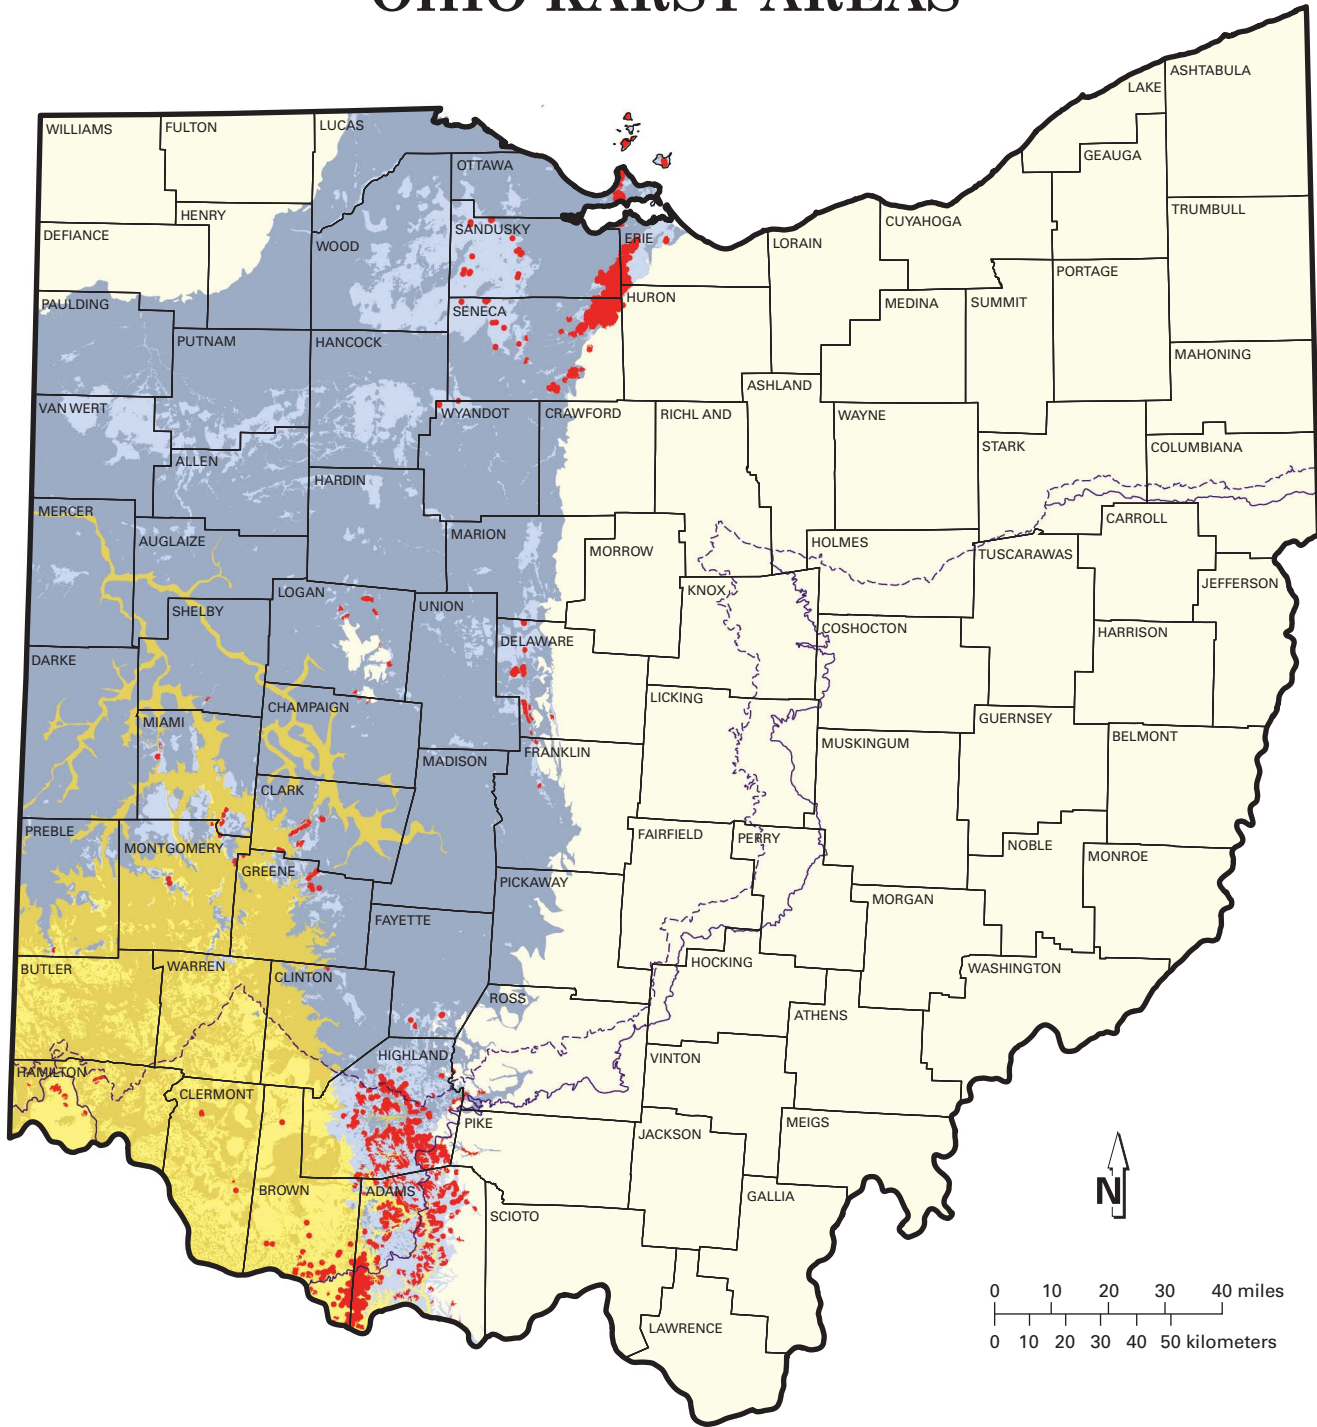 OHIO KARST AREAS
ASHTABULA
LAKE
WILLIAMS
FULTON
LUCAS
GEAUGA
OTTAWA
TRUMBULL
HENRY
CUYAHOGA
DEFIANCE
SANDUSKY
ERIE
LORAIN
WOOD
PORTAGE
PAULDING
HURON
MEDINA
SUMMIT
SENECA
PUTNAM
HANCOCK
MAHONING
ASHLAND
VAN WERT
WYANDOT
CRAWFORD
RICHL AND
WAYNE
STARK
COLUMBIANA
ALLEN
HARDIN
MERCER
CARROLL
MARION
AUGLAIZE
HOLMES
MORROW
TUSCARAWAS
JEFFERSON
LOGAN
KNOX
UNION
SHELBY
COSHOCTON
HARRISON
DELAWARE
DARKE
LICKING
CHAMPAIGN
GUERNSEY
MIAMI
BELMONT
MUSKINGUM
FRANKLIN
MADISON
CLARK
PREBLE
FAIRFIELD
PERRY
NOBLE
MONTGOMERY
MONROE
GREENE
PICKAWAY
MORGAN
FAYETTE
HOCKING
BUTLER
WARREN
WASHINGTON
CLINTON
ROSS
ATHENS
HIGHLAND
VINTON
HAMILTON
CLERMONT
PIKE
MEIGS
JACKSON
BROWN
ADAMS
GALLIA
N
SCIOTO
0 10 20 30 40 miles
LAWRENCE
0 10 20 30 40 50 kilometers